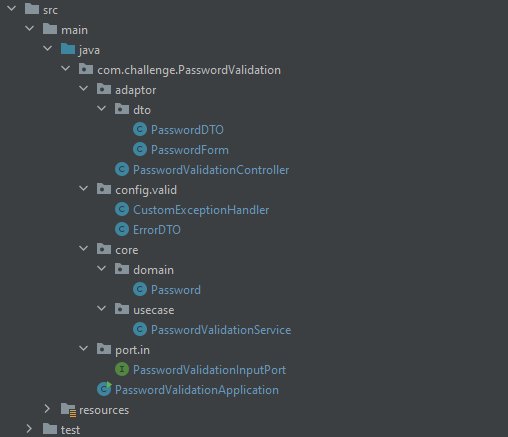 src
main
java
com.challenge.PasswordValidation
adaptor
dto
PasswordDTO
PasswordForm
PasswordValidationController
config.valid
CustomExceptionHandler
ErrorDTO
core
domain
Password
usecase
PasswordValidationService
port.in
PasswordValidationInputPort
PasswordValidationApplication
resources
test